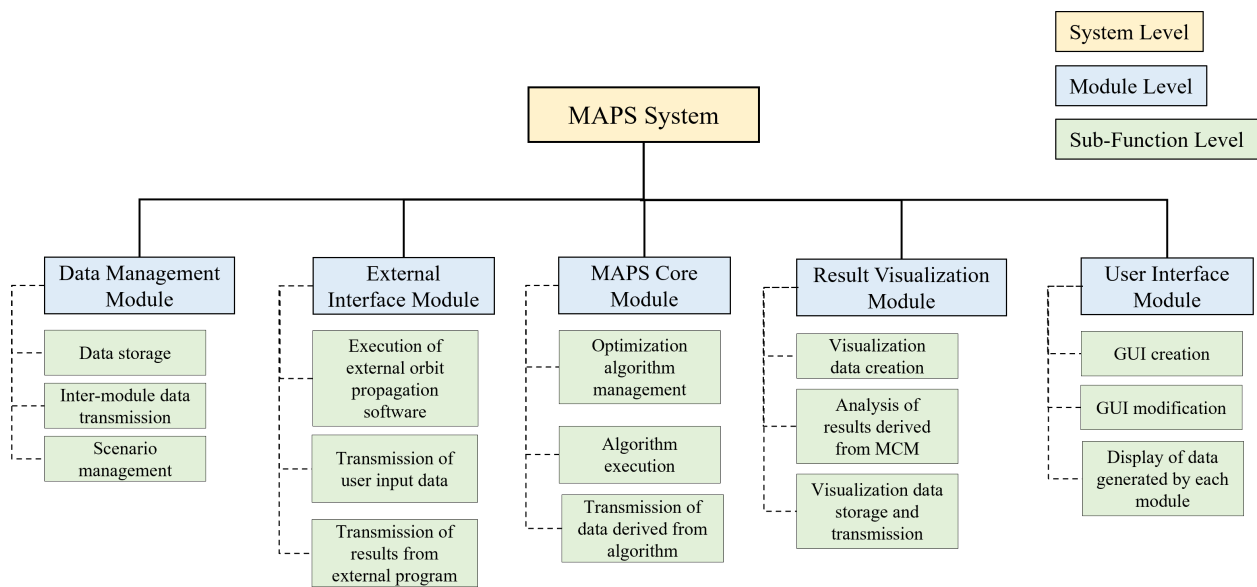 System Level
Module Level
Sub-Function Level
MAPS System
Data Management
Module
Data storage
Inter-module data
transmission
Scenario
management
External
Interface Module
Execution of
external orbit
propagation
software
Transmission of
user input data
Transmission of
results from
external program
MAPS Core
Module
Optimization
algorithm
management
Algorithm
execution
Transmission of
data derived from
algorithm
Result Visualization
Module
Visualization
data creation
Analysis of
results derived
from MCM
Visualization data
storage and
transmission
User Interface
Module
GUI creation
GUI modification
Display of data
generated by each
module